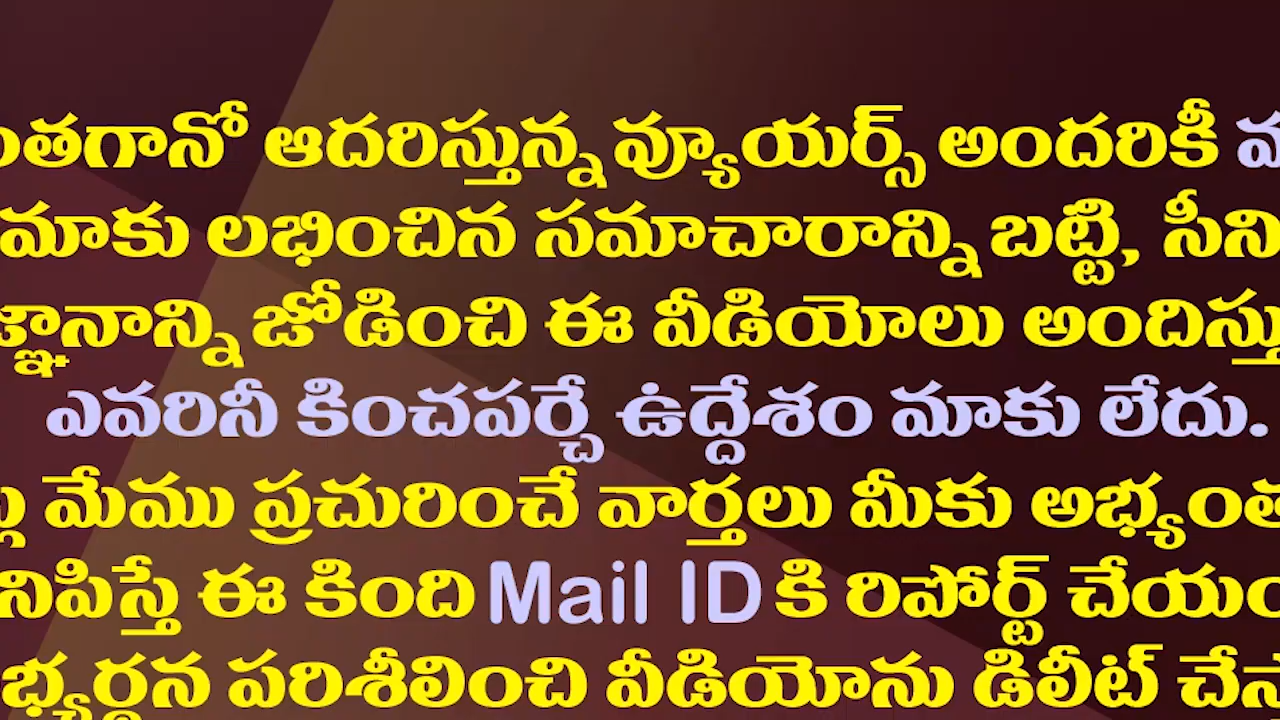 ఆదరిస్తున్న వ్యూయర్స్ అందరికీ
మాకు లభించిన సమాచారాన్ని బట్టి,
జోడించి ఈ వీడియోలు
ఎవరినీ కించపర్చే ఉద్దేశం మాకు లేదు.
మేము ప్రచురించే వార్తలు మీకు
ఈ కింది Mail ID కి రిపోర్ట్
పరిశీలించి వీడియోను డిలీట్